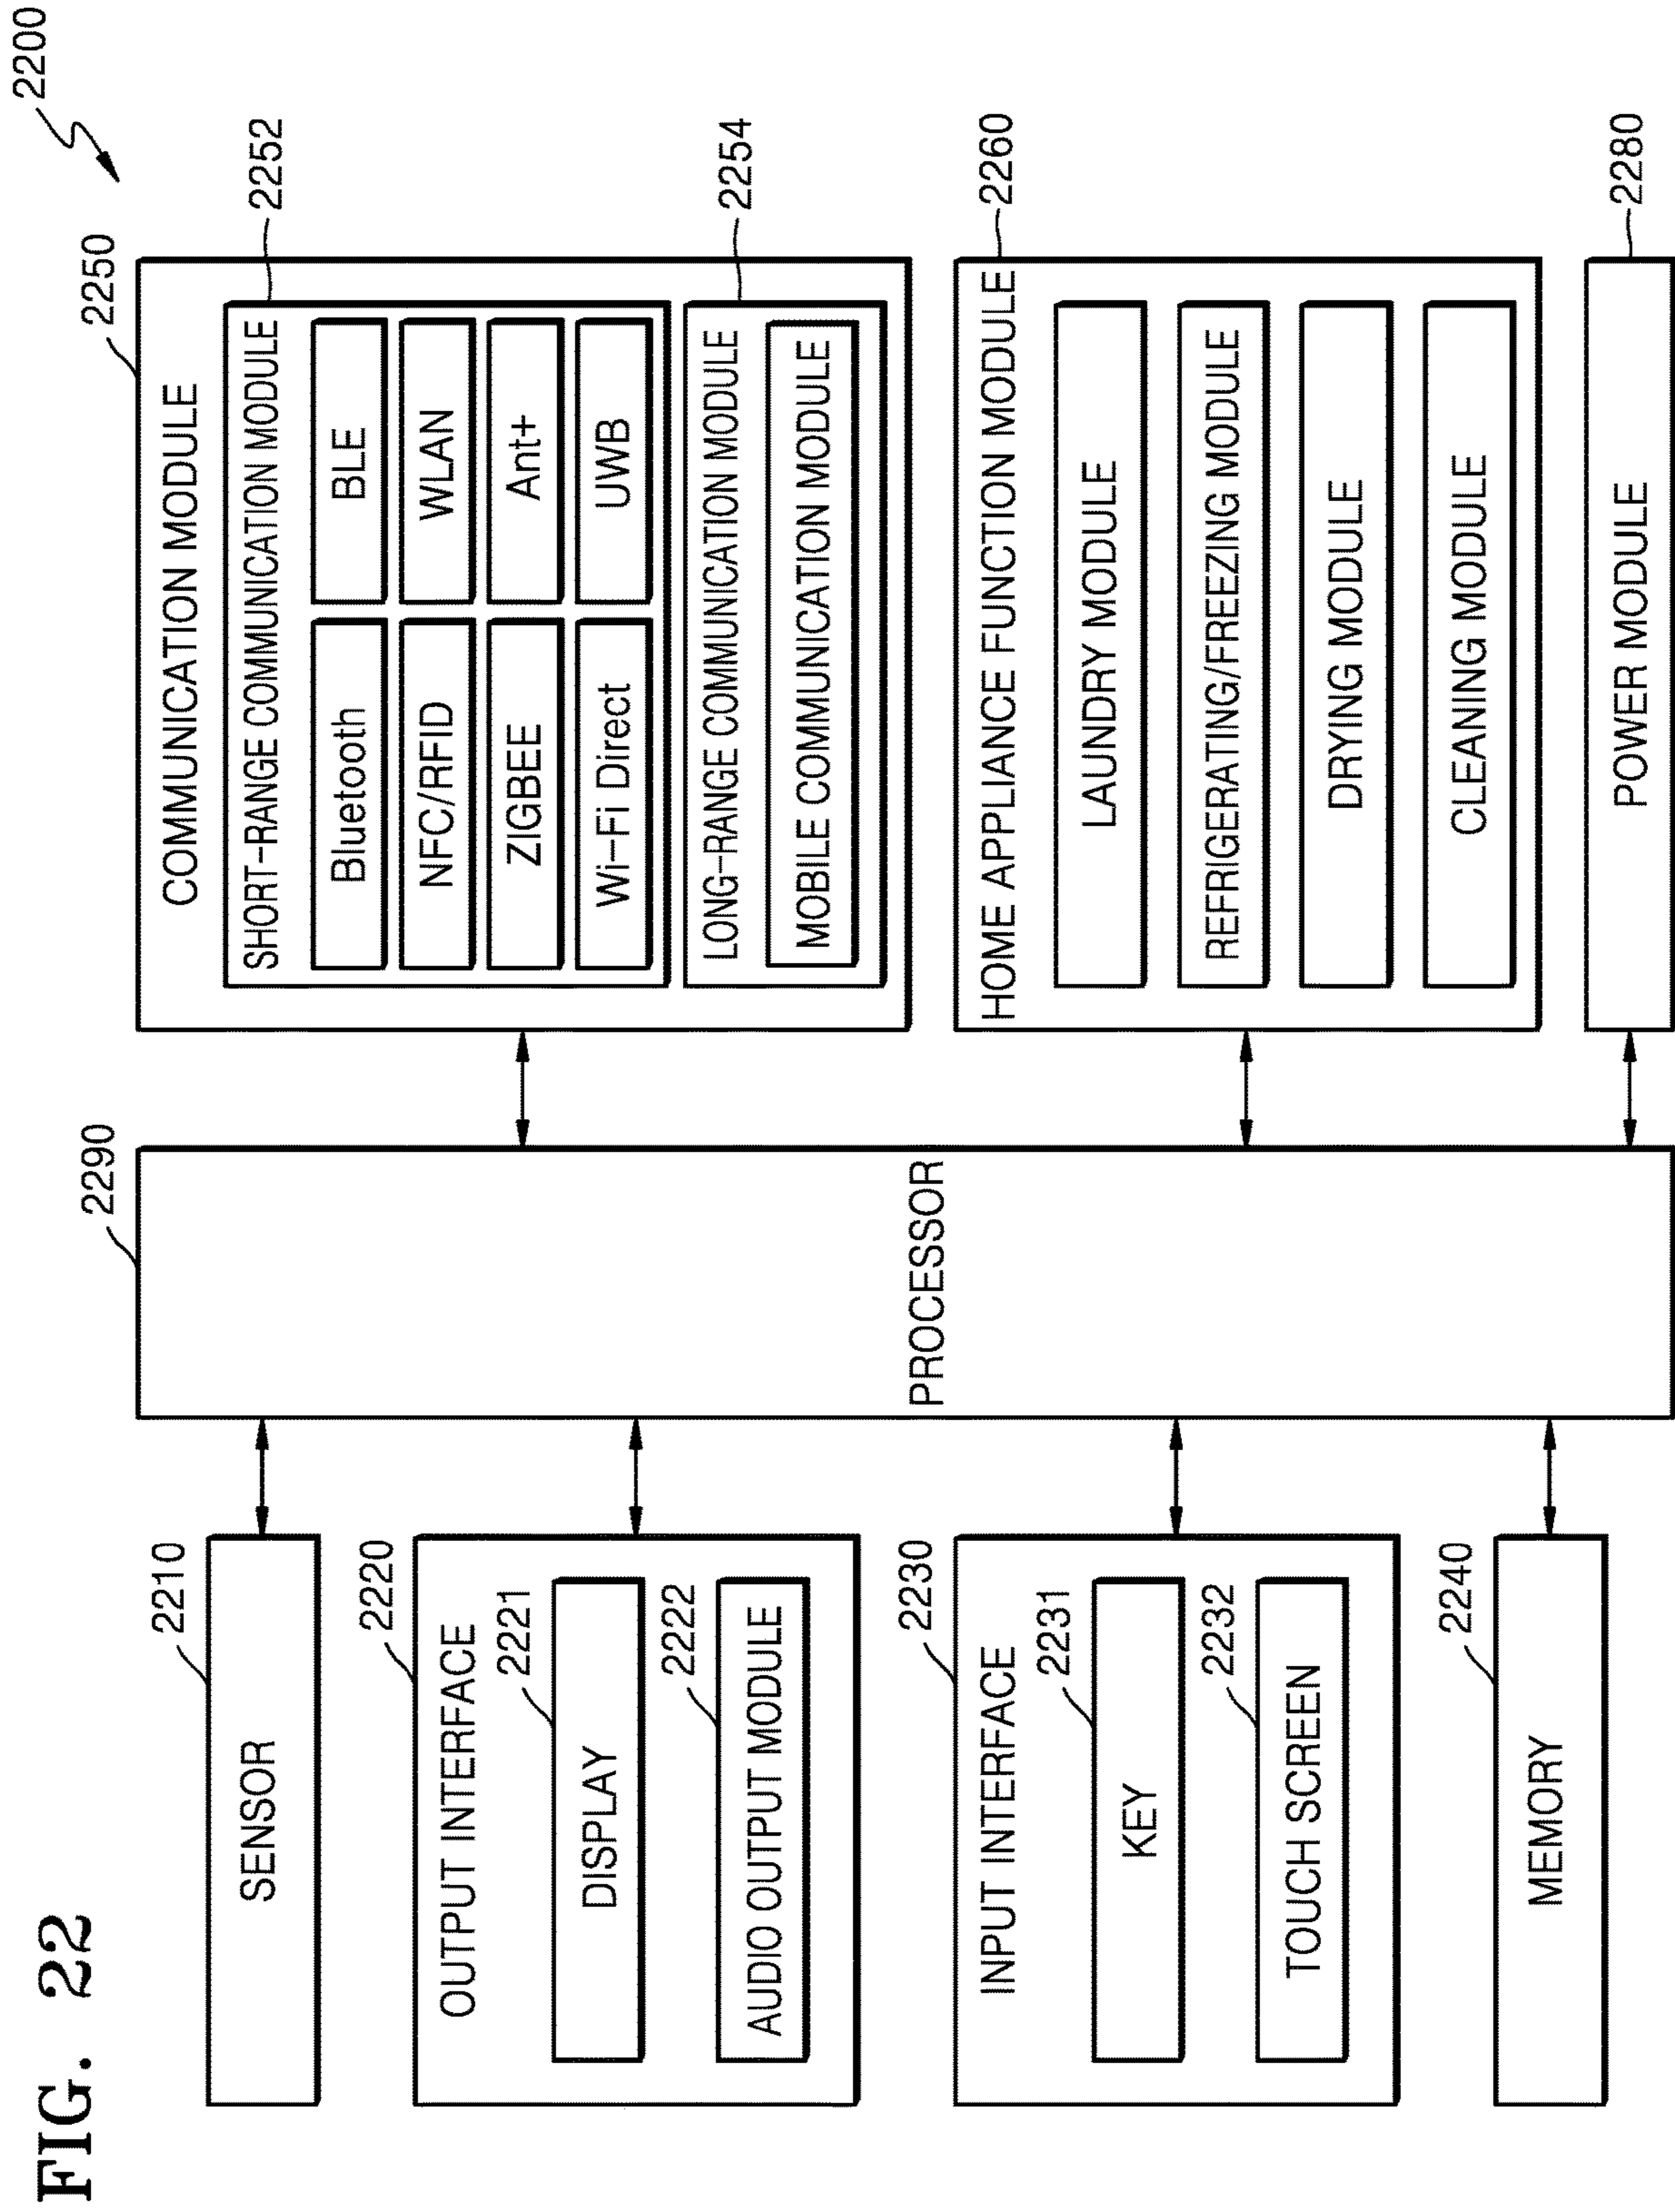 FIG. 22
2200
2210
SENSOR
2220
OUTPUT INTERFACE
2221
DISPLAY
2222
AUDIO OUTPUT MODULE
2230
INPUT INTERFACE
2231
KEY
2232
TOUCH SCREEN
2240
MEMORY
2290
PROCESSOR
2250
COMMUNICATION MODULE
2252
SHORT-RANGE COMMUNICATION MODULE
Bluetooth
BLE
NFC/RFID
WLAN
ZIGBEE
Ant+
Wi-Fi Direct
UWB
2254
LONG-RANGE COMMUNICATION MODULE
MOBILE COMMUNICATION MODULE
2260
HOME APPLIANCE FUNCTION MODULE
LAUNDRY MODULE
REFRIGERATING/FREEZING MODULE
DRYING MODULE
CLEANING MODULE
2280
POWER MODULE